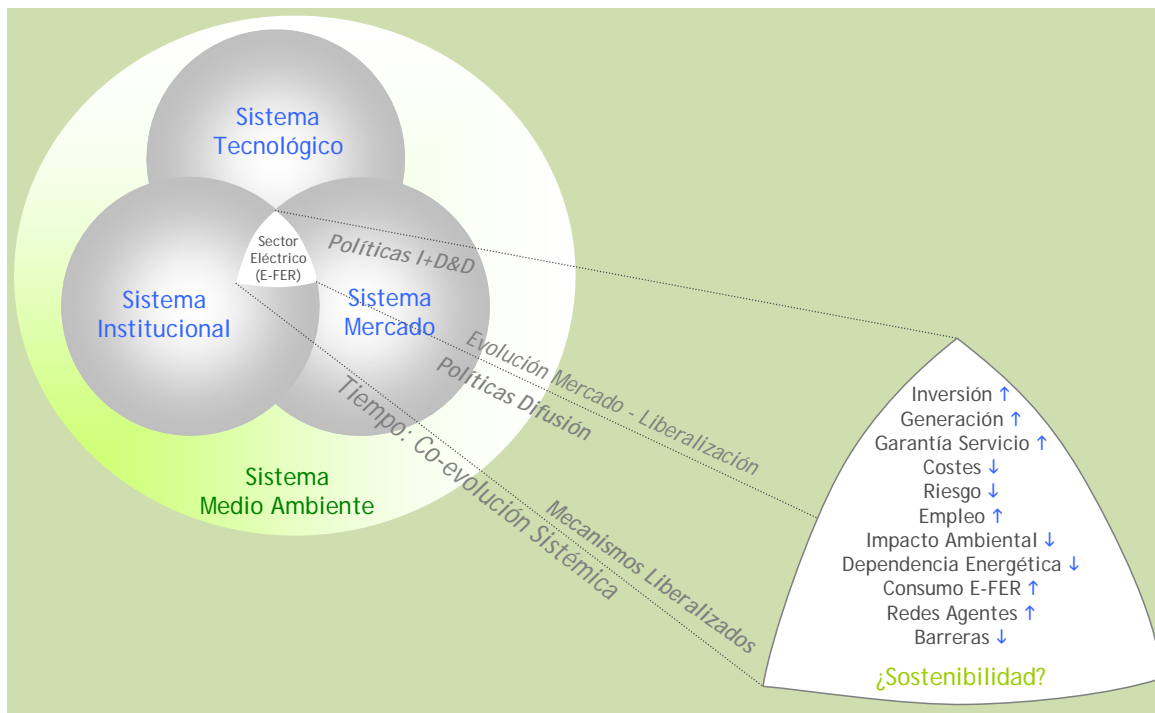 Sistema
Tecnológico
Sector
Eléctrico
(E-FER)
Sistema
Institucional
Sistema
Mercado
Sistema
Medio Ambiente
Políticas I+D&D
Evolución Mercado - Liberalización
Políticas Difusión
Tiempo: Co-evolución Sistémica
Mecanismos Liberalizados
Inversión ↑
Generación ↑
Garantía Servicio ↑
Costes ↓
Riesgo ↓
Empleo ↑
Impacto Ambiental ↓
Dependencia Energética ↓
Consumo E-FER ↑
Redes Agentes ↑
Barreras ↓
¿Sostenibilidad?